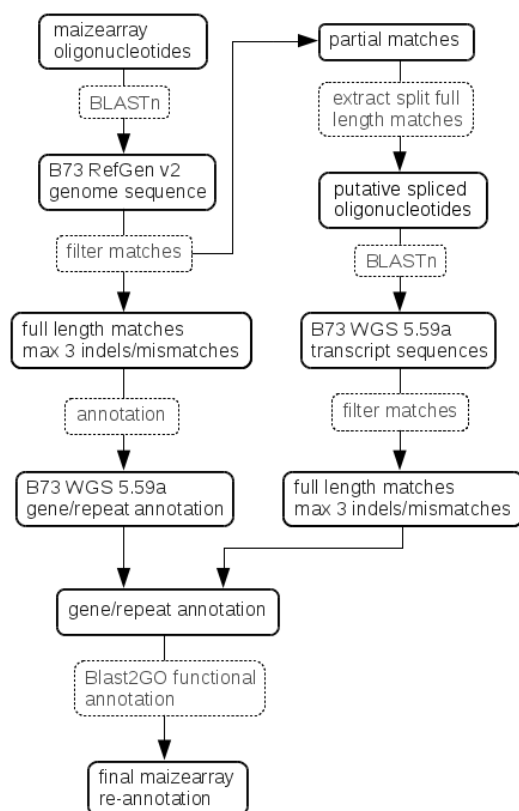 maizearray
oligonucleotides
BLASTn
B73 RefGen v2
genome sequence
filter matches
full length matches
max 3 indels/mismatches
annotation
B73 WGS 5.59a
gene/repeat annotation
partial matches
extract split full
length matches
putative spliced
oligonucleotides
BLASTn
B73 WGS 5.59a
transcript sequences
filter matches
full length matches
max 3 indels/mismatches
gene/repeat annotation
Blast2GO functional
annotation
final maizearray
re-annotation